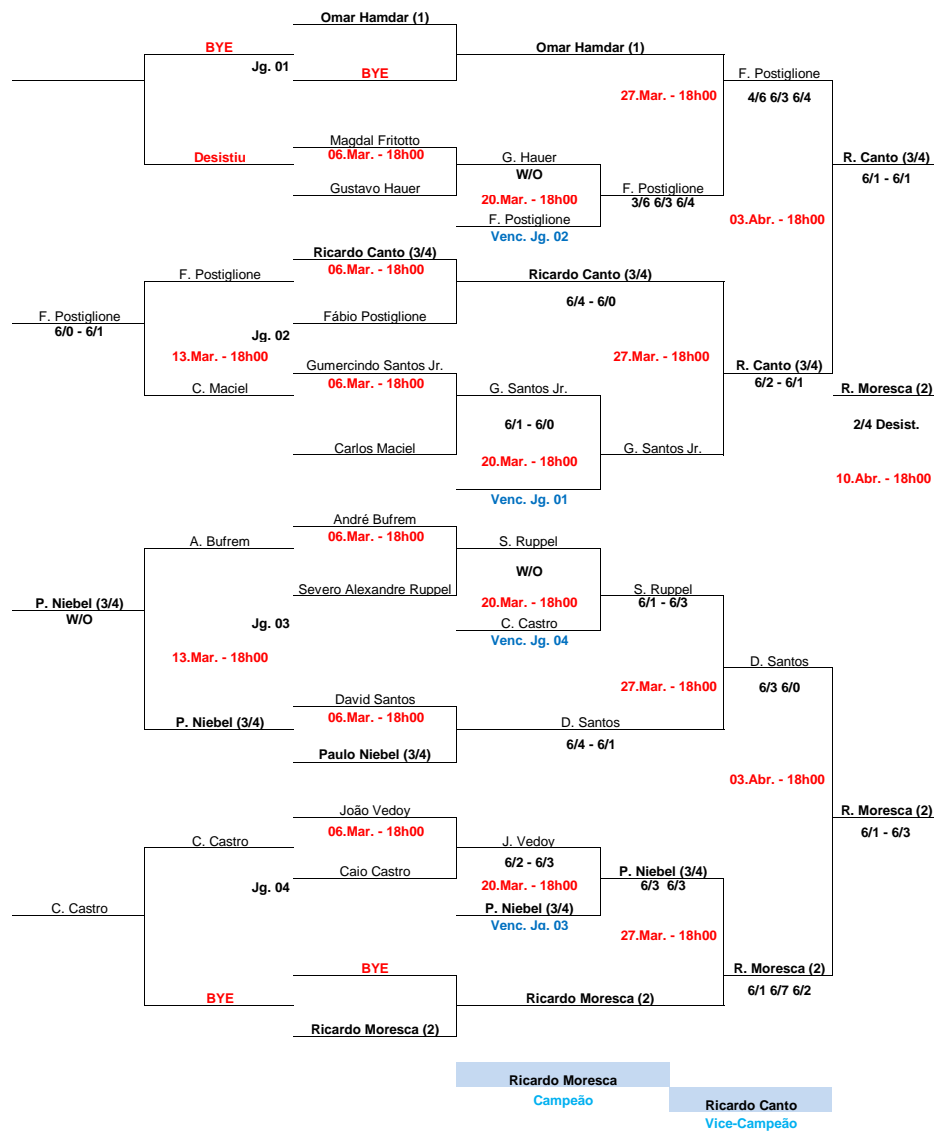 Omar Hamdar (1)
BYE
Omar Hamdar (1)
Jg. 01
BYE
F. Postiglione
27.Mar. - 18h00
4/6 6/3 6/4
Magdal Fritotto
Desistiu
06.Mar. - 18h00
G. Hauer
R. Canto (3/4)
W/O
6/1 - 6/1
Gustavo Hauer
F. Postiglione
20.Mar. - 18h00
3/6 6/3 6/4
F. Postiglione
03.Abr. - 18h00
Venc. Jg. 02
Ricardo Canto (3/4)
06.Mar. - 18h00
F. Postiglione
Ricardo Canto (3/4)
6/4 - 6/0
F. Postiglione
Fábio Postiglione
6/0 - 6/1
Jg. 02
13.Mar. - 18h00
27.Mar. - 18h00
Gumercindo Santos Jr.
R. Canto (3/4)
06.Mar. - 18h00
6/2 - 6/1
C. Maciel
G. Santos Jr.
R. Moresca (2)
6/1 - 6/0
2/4 Desist.
Carlos Maciel
G. Santos Jr.
20.Mar. - 18h00
10.Abr. - 18h00
Venc. Jg. 01
André Bufrem
06.Mar. - 18h00
A. Bufrem
S. Ruppel
W/O
Severo Alexandre Ruppel
S. Ruppel
P. Niebel (3/4)
20.Mar. - 18h00
6/1 - 6/3
W/O
Jg. 03
C. Castro
Venc. Jg. 04
13.Mar. - 18h00
D. Santos
27.Mar. - 18h00
6/3 6/0
David Santos
06.Mar. - 18h00
P. Niebel (3/4)
D. Santos
6/4 - 6/1
Paulo Niebel (3/4)
03.Abr. - 18h00
João Vedoy
R. Moresca (2)
06.Mar. - 18h00
6/1 - 6/3
C. Castro
J. Vedoy
6/2 - 6/3
Caio Castro
P. Niebel (3/4)
Jg. 04
20.Mar. - 18h00
6/3 6/3
C. Castro
P. Niebel (3/4)
Venc. Jg. 03
27.Mar. - 18h00
BYE
R. Moresca (2)
6/1 6/7 6/2
BYE
Ricardo Moresca (2)
Ricardo Moresca (2)
Ricardo Moresca
Campeão
Ricardo Canto
Vice-Campeão